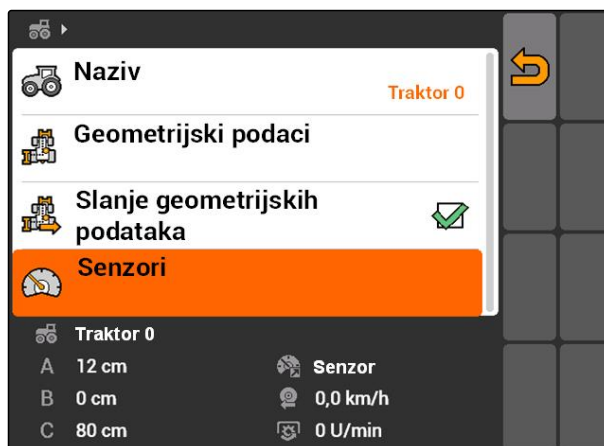 Naziv
Traktor 0
Geometrijski podaci
Slanje geometrijskih
podataka
Senzori
Traktor 0
A 12 cm Senzor
B 0 cm 0,0 km/h
C 80 cm 0 U/min